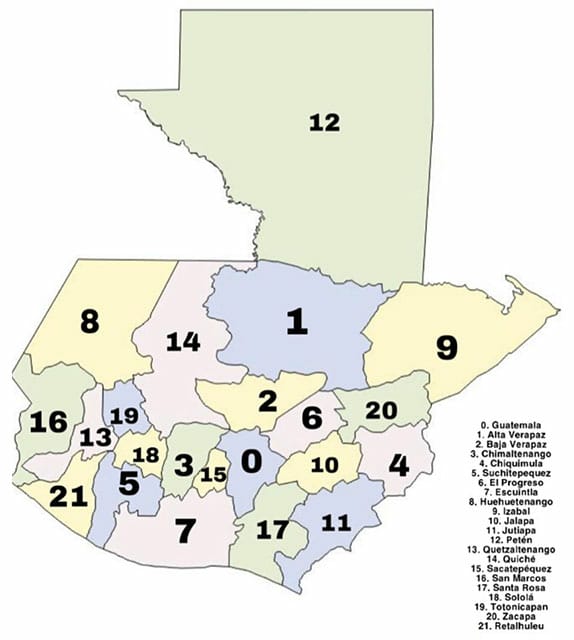 12
8
14
1
9
16
19
13
2
6
20
18
3
15
0
10
4
21
5
7
17
11
0. Guatemala
1. Alta Verapaz
2. Baja Verapaz
3. Chimaltenango
4. Chiquimula
5. Suchitepequez
6. El Progreso
7. Escuintla
8. Huehuetenango
9. Izabal
10. Jalapa
11. Jutiapa
12. Petén
13. Quetzaltenango
14. Quiché
15. Sacatepéquez
16. San Marcos
17. Santa Rosa
18. Sololá
19. Totonicapan
20. Zacapa
21. Retalhuleu